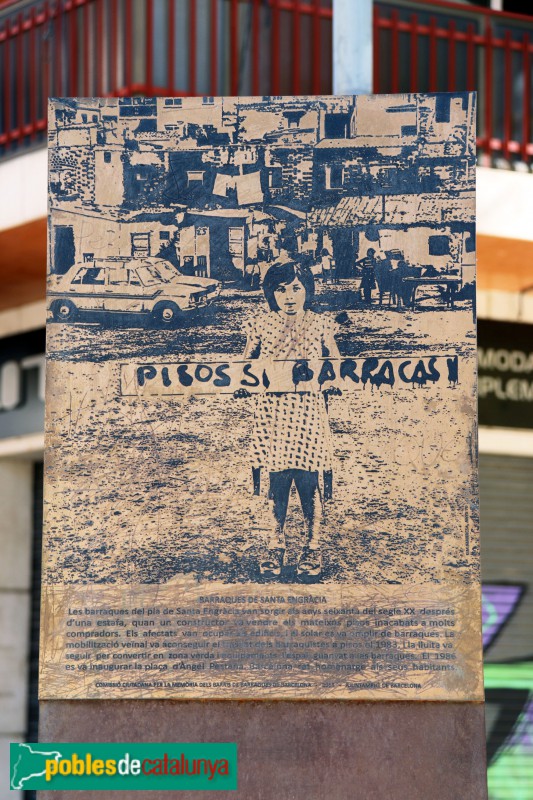 MODA
MPLEM
PISOS SI BARRACAS
BARRAQUES DE SANTA ENGRÀCIA
Les barraques del pla de Santa Engràcia van sorgir als anys seixanta del segle XX després
d'una estafa, quan un constructor va vendre els mateixos pisos inacabats a molts
compradors. Els afectats van ocupar els edificis i el solar es va omplir de barraques. La
mobilització veïnal va aconseguir el trasllat de barraquistes a pisos el 1983, i la lluita va
seguir per convertir en zona verda i equipaments l'espai guanyat a les barraques. El 1986
es va inaugurar la plaça d'Àngel Pestaña. Barcelona ret homenatge als seus habitants
COMISSIÓ CIUTADANA PER LA MEMÒRIA DELS BARRIS DE BARRAQUES DE BARCELONA AJUNTAMENT DE BARCELONA
poblesdecatalunya